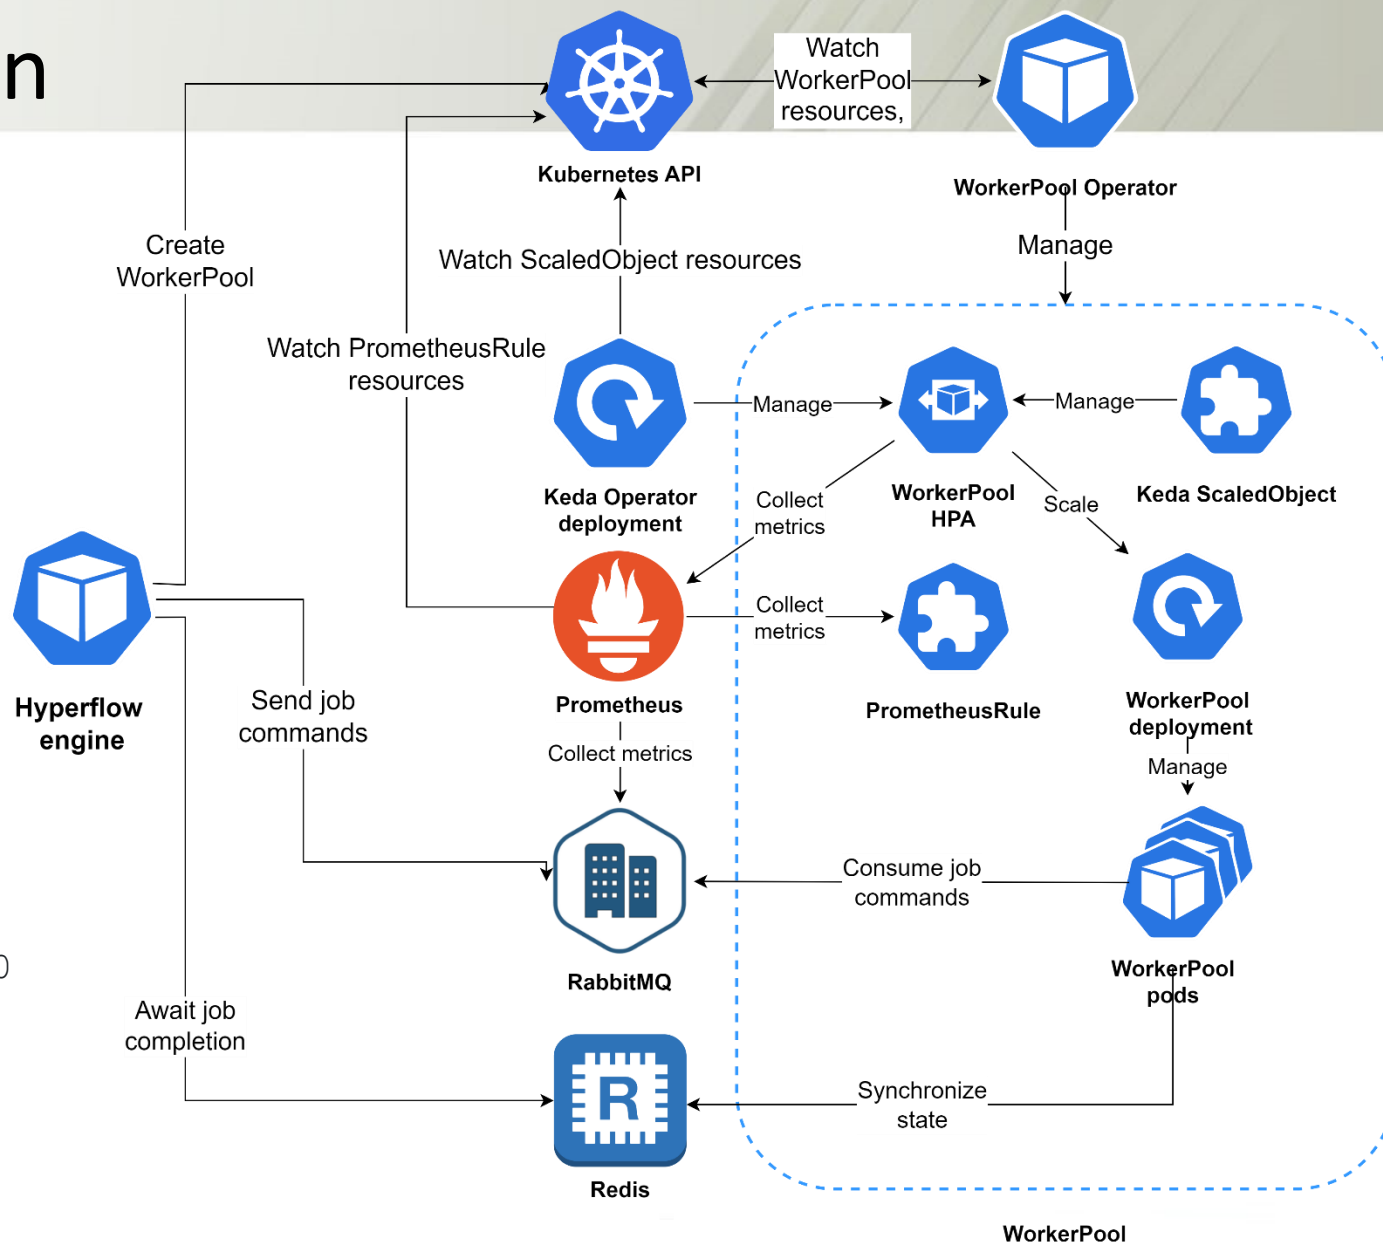 n
Watch
WorkerPool
resources,
Kubernetes API
WorkerPool Operator
Create
WorkerPool
Watch ScaledObject resources
Manage
Watch PrometheusRule
resources
Manage
Manage
Keda Operator
deployment
WorkerPool
HPA
Keda ScaledObject
Collect
metrics
Scale
Collect
metrics
Hyperflow
engine
Prometheus
PrometheusRule
WorkerPool
deployment
Send job
commands
Collect metrics
Manage
Consume job
commands
RabbitMQ
WorkerPool
pods
0
Await job
completion
R
Synchronize
state
Redis
WorkerPool